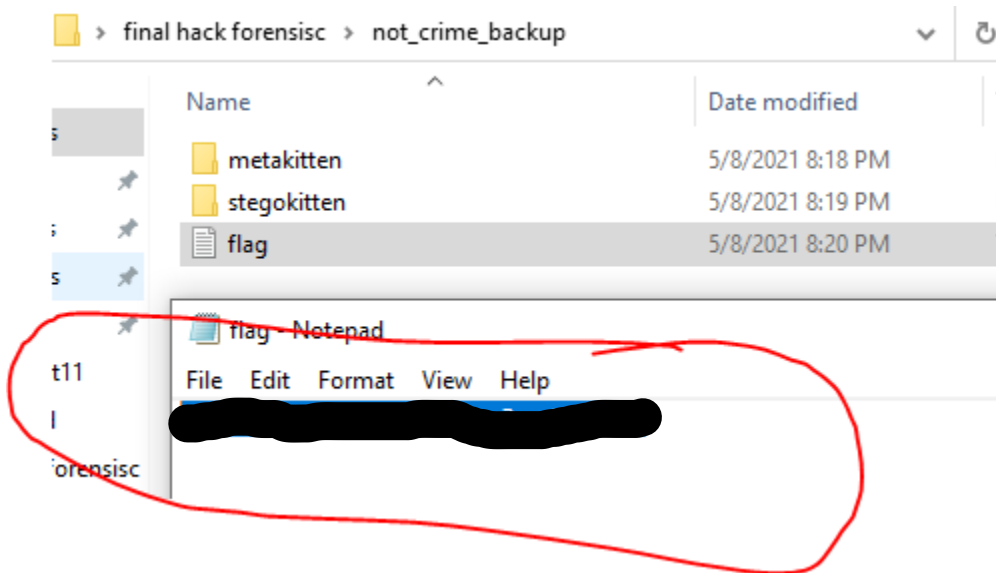 final hack forensisc > not_crime_backup
Name Date modified
metakitten 5/8/2021 8:18 PM
stegokitten 5/8/2021 8:19 PM
flag 5/8/2021 8:20 PM
flag - Notepad
File Edit Format View Help
t11
orensisc